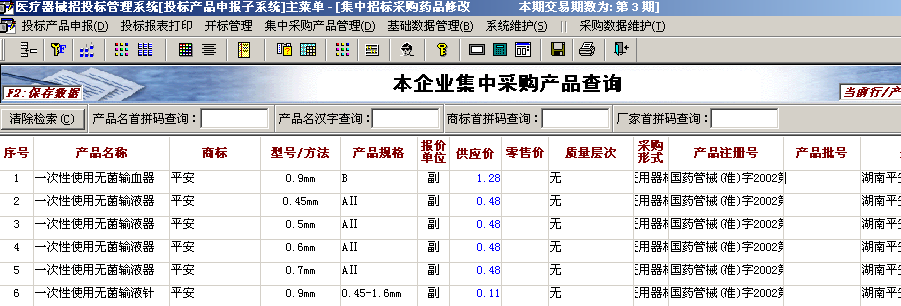 医疗器械招投标管理系统[投标产品申报子系统]主菜单 - [集中招标采购药品修改 本期交易期数为: 第 3 期]
投标产品申报(D) 投标报表打印 开标管理 集中采购产品管理(D) 基础数据管理(B) 系统维护(S) || 采购数据维护(T)
F2:保存数据 本企业集中采购产品查询 当前行/产
清除检索(C) 产品名首拼码查询: 产品名汉字查询: 商标首拼码查询: 厂家首拼码查询:
序号 产品名称 商标 型号/方法 产品规格 报价单位 供应价 零售价 质量层次 采购形式 产品注册号 产品批号
1 一次性使用无菌输血器 平安 0.9mm B 副 1.28 无 用器材 国药管械(准)字2002第 湖南平安
2 一次性使用无菌输液器 平安 0.45mm AII 副 0.48 无 用器材 国药管械(准)字2002第 湖南平安
3 一次性使用无菌输液器 平安 0.5mm AII 副 0.48 无 用器材 国药管械(准)字2002第 湖南平安
4 一次性使用无菌输液器 平安 0.6mm AII 副 0.48 无 用器材 国药管械(准)字2002第 湖南平安
5 一次性使用无菌输液器 平安 0.7mm AII 副 0.48 无 用器材 国药管械(准)字2002第 湖南平安
6 一次性使用无菌输液针 平安 0.9mm 0.45-1.6mm 副 0.11 无 用器材 国药管械(准)字2002第 湖南平安